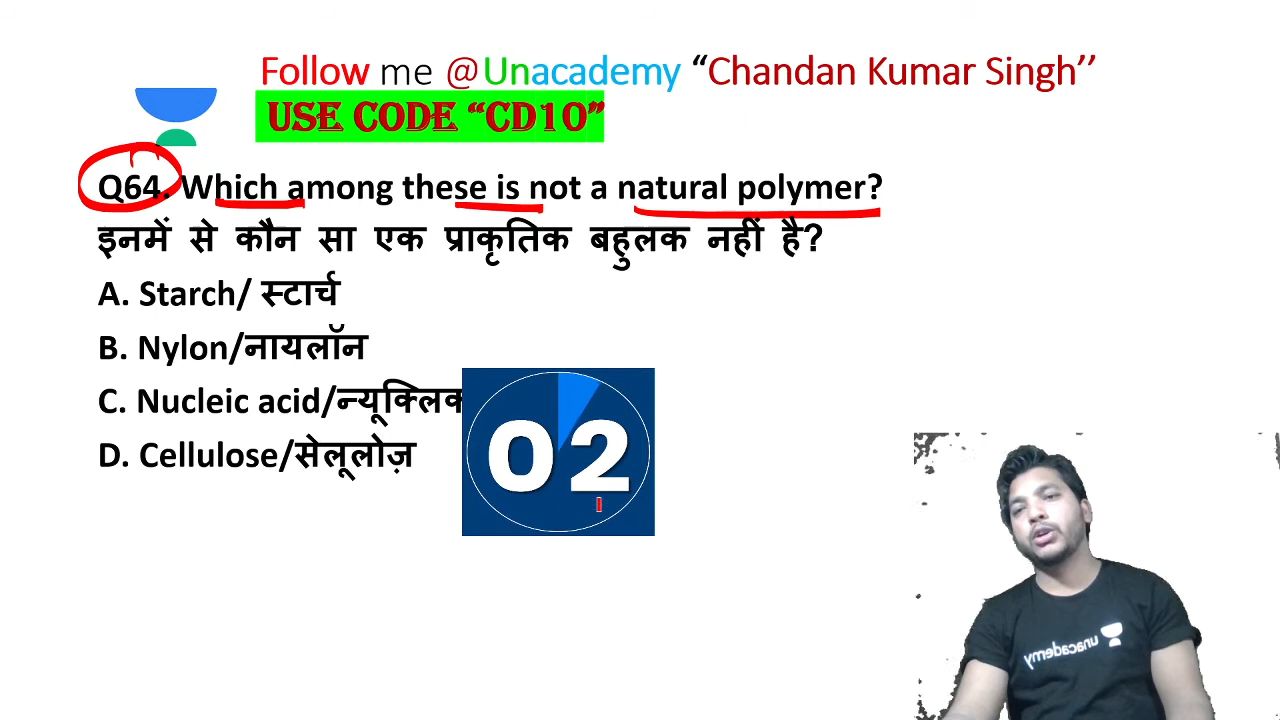 Follow me @Unacademy “Chandan Kumar Singh’’
USE CODE “CD10”
Q64. Which among these is not a natural polymer?
इनमें से कौन सा एक प्राकृतिक बहुलक नहीं है?
A. Starch/ स्टार्च
B. Nylon/नायलॉन
C. Nucleic acid/न्यूक्लिक
D. Cellulose/सेलूलोज़
02
unacademy